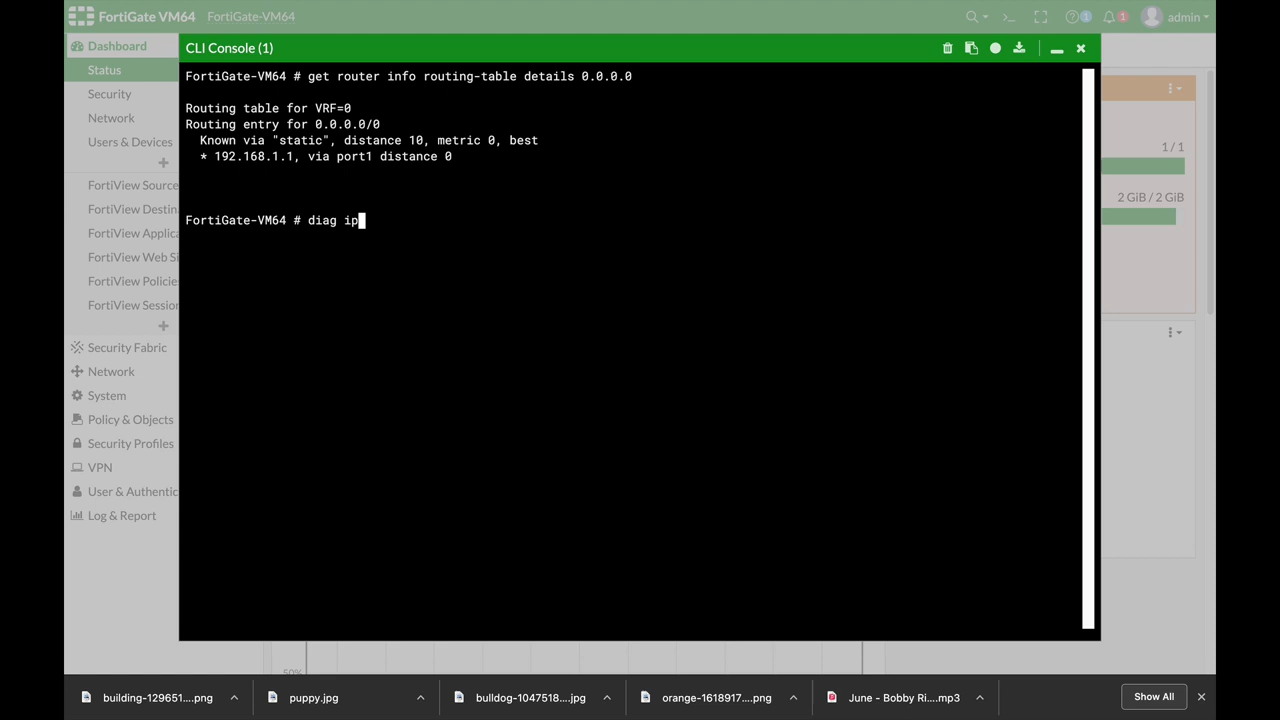 FortiGate VM64 FortiGate-VM64
1 1 admin
Dashboard
Status
Security
Network
Users & Devices
FortiView Source
FortiView Destin
FortiView Applica
FortiView Web Si
FortiView Policie
FortiView Session
Security Fabric
Network
System
Policy & Objects
Security Profiles
VPN
User & Authentic
Log & Report
CLI Console (1)
FortiGate-VM64 # get router info routing-table details 0.0.0.0
Routing table for VRF=0
Routing entry for 0.0.0.0/0
Known via "static", distance 10, metric 0, best
* 192.168.1.1, via port1 distance 0
FortiGate-VM64 # diag ip
1 / 1
2 GiB / 2 GiB
50%
building-129651....png
puppy.jpg
bulldog-1047518....jpg
orange-1618917....png
June - Bobby Ri....mp3
Show All